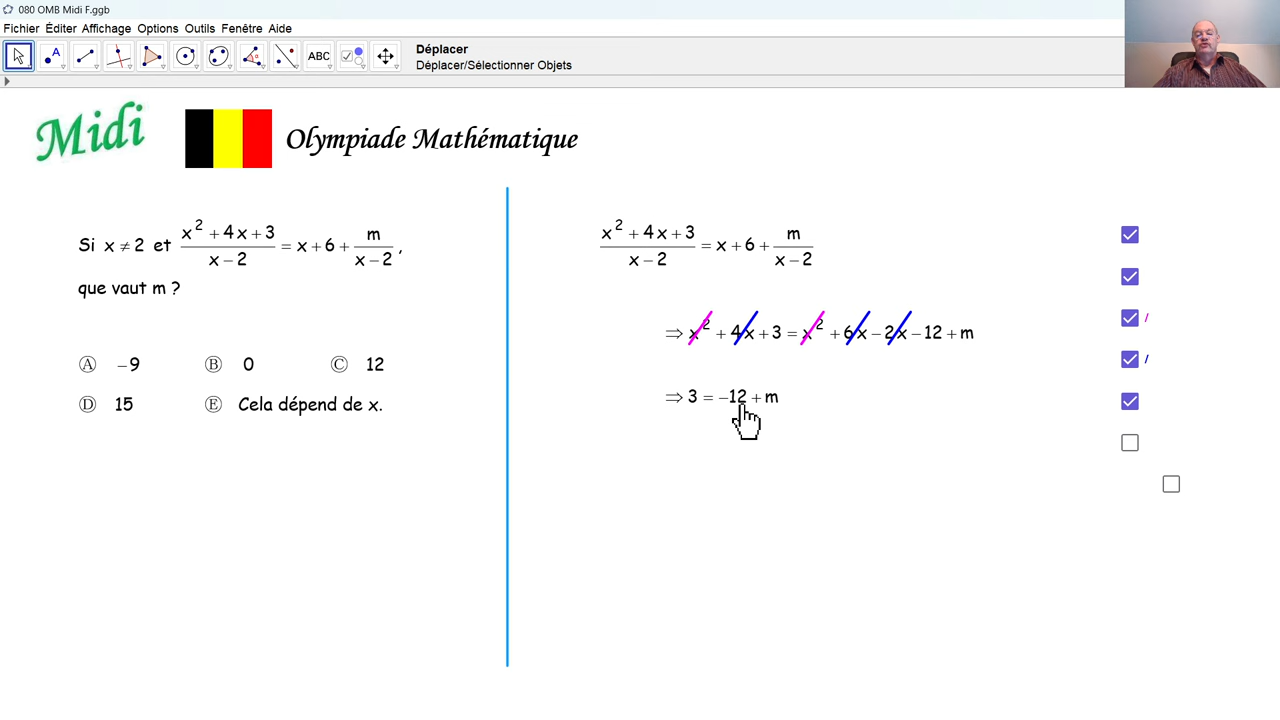 080 OMB Midi F.ggb
Fichier Éditer Affichage Options Outils Fenêtre Aide
A
ABC
Déplacer
Déplacer/Sélectionner Objets
Midi
Olympiade Mathématique
Si x ≠ 2 et (x² + 4x + 3)/(x − 2) = x + 6 + m/(x − 2) ,
que vaut m ?
Ⓐ −9 Ⓑ 0 Ⓒ 12
Ⓓ 15 Ⓔ Cela dépend de x.
(x² + 4x + 3)/(x − 2) = x + 6 + m/(x − 2)
⇒ x² + 4x + 3 = x² + 6x − 2x − 12 + m
⇒ 3 = −12 + m
/
/